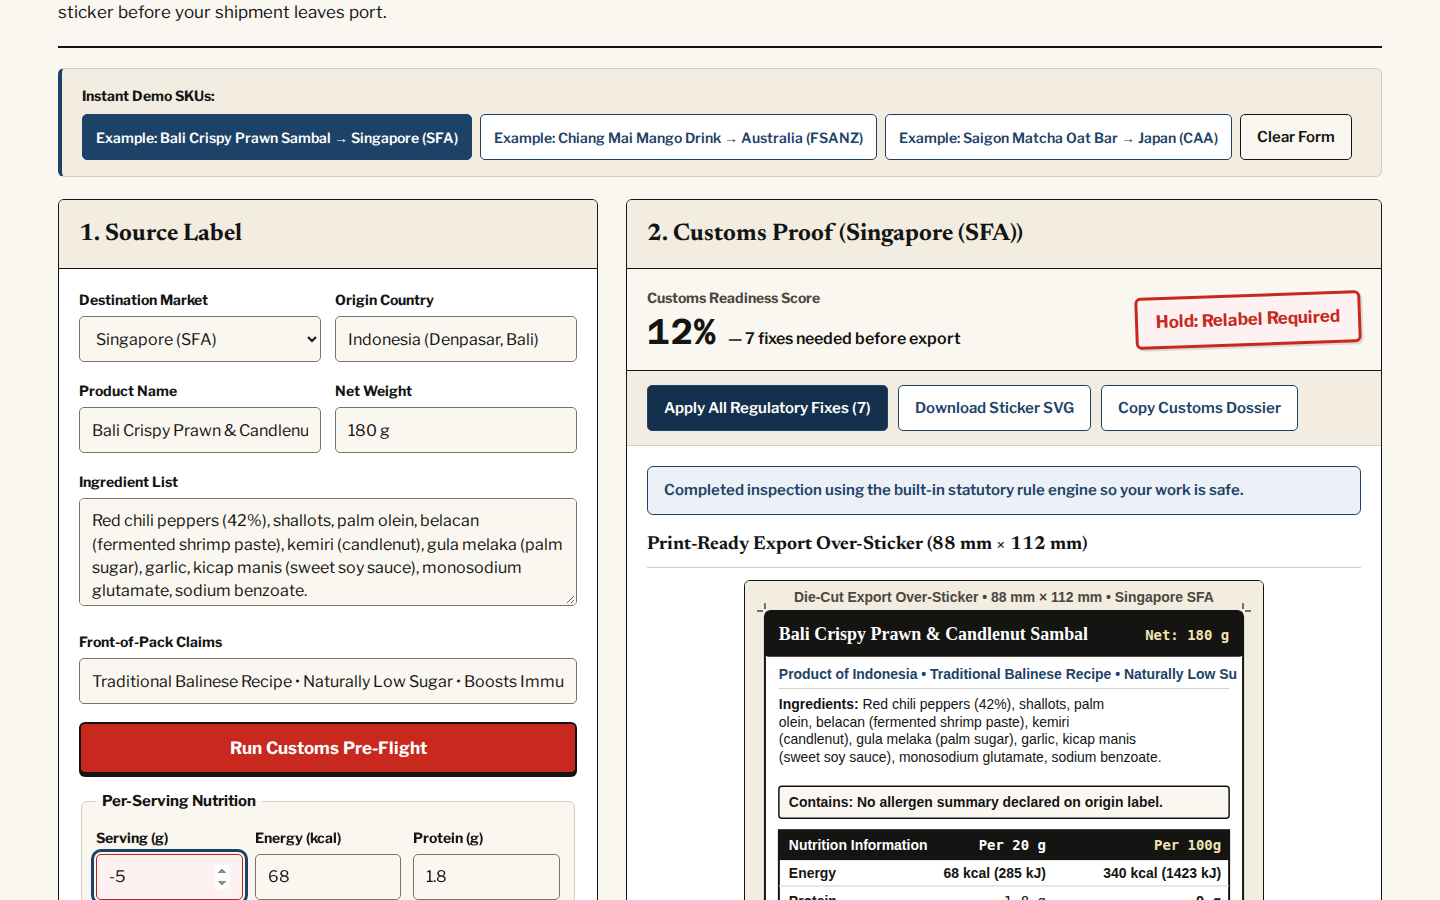 sticker before your shipment leaves port.
Instant Demo SKUs:
Example: Bali Crispy Prawn Sambal → Singapore (SFA)
Example: Chiang Mai Mango Drink → Australia (FSANZ)
Example: Saigon Matcha Oat Bar → Japan (CAA)
Clear Form
1. Source Label
Destination Market
Origin Country
Singapore (SFA)
Indonesia (Denpasar, Bali)
Product Name
Net Weight
Bali Crispy Prawn & Candlenu
180 g
Ingredient List
Red chili peppers (42%), shallots, palm olein, belacan
(fermented shrimp paste), kemiri (candlenut), gula melaka (palm
sugar), garlic, kicap manis (sweet soy sauce), monosodium
glutamate, sodium benzoate.
Front-of-Pack Claims
Traditional Balinese Recipe • Naturally Low Sugar • Boosts Immu
Run Customs Pre-Flight
Per-Serving Nutrition
Serving (g)
Energy (kcal)
Protein (g)
-5
68
1.8
2. Customs Proof (Singapore (SFA))
Customs Readiness Score
12% — 7 fixes needed before export
Hold: Relabel Required
Apply All Regulatory Fixes (7)
Download Sticker SVG
Copy Customs Dossier
Completed inspection using the built-in statutory rule engine so your work is safe.
Print-Ready Export Over-Sticker (88 mm × 112 mm)
Die-Cut Export Over-Sticker • 88 mm × 112 mm • Singapore SFA
Bali Crispy Prawn & Candlenut Sambal
Net: 180 g
Product of Indonesia • Traditional Balinese Recipe • Naturally Low Su
Ingredients: Red chili peppers (42%), shallots, palm
olein, belacan (fermented shrimp paste), kemiri
(candlenut), gula melaka (palm sugar), garlic, kicap manis
(sweet soy sauce), monosodium glutamate, sodium benzoate.
Contains: No allergen summary declared on origin label.
Nutrition Information Per 20 g Per 100g
Energy 68 kcal (285 kJ) 340 kcal (1423 kJ)
Protein 1.8 g 9 g